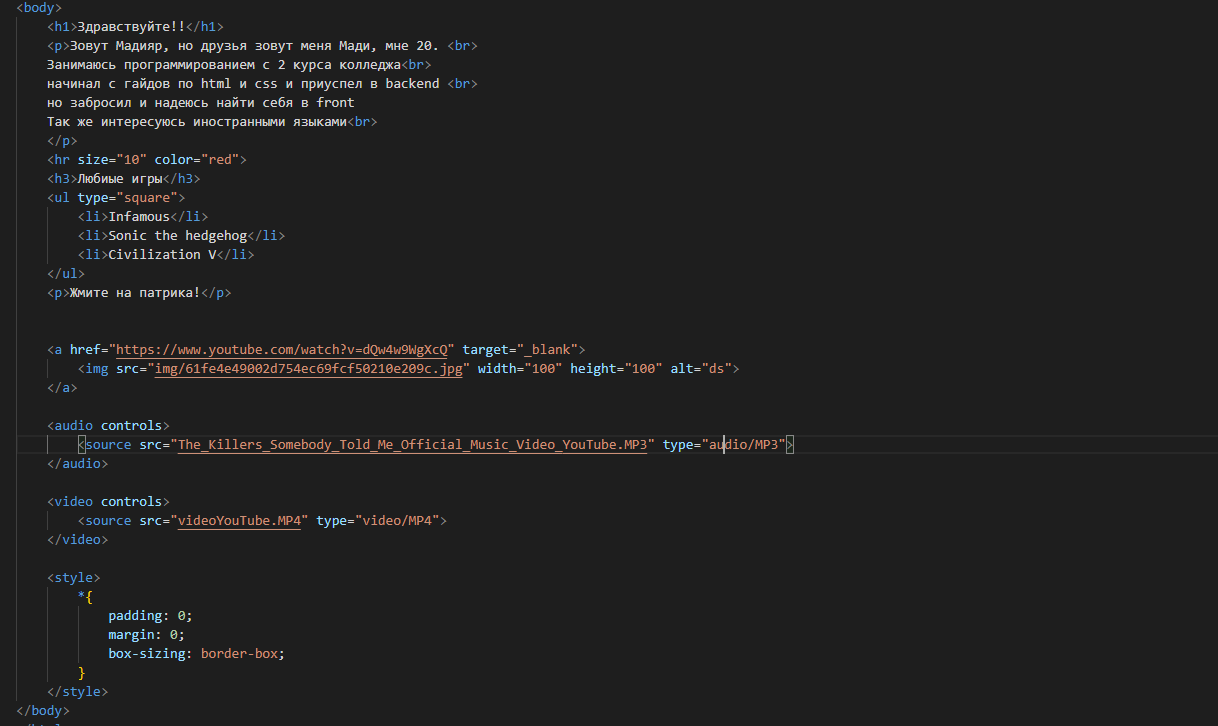 <body>
<h1>Здравствуйте!!</h1>
<p>Зовут Мадияр, но друзья зовут меня Мади, мне 20. <br>
Занимаюсь программированием с 2 курса колледжа<br>
начинал с гайдов по html и css и приуспел в backend <br>
но забросил и надеюсь найти себя в front
Так же интересуюсь иностранными языками<br>
</p>
<hr size="10" color="red">
<h3>Любиые игры</h3>
<ul type="square">
<li>Infamous</li>
<li>Sonic the hedgehog</li>
<li>Civilization V</li>
</ul>
<p>Жмите на патрика!</p>
<a href="https://www.youtube.com/watch?v=dQw4w9WgXcQ" target="_blank">
<img src="img/61fe4e49002d754ec69fcf50210e209c.jpg" width="100" height="100" alt="ds">
</a>
<audio controls>
<source src="The_Killers_Somebody_Told_Me_Official_Music_Video_YouTube.MP3" type="audio/MP3">
</audio>
<video controls>
<source src="videoYouTube.MP4" type="video/MP4">
</video>
<style>
*{
padding: 0;
margin: 0;
box-sizing: border-box;
}
</style>
</body>